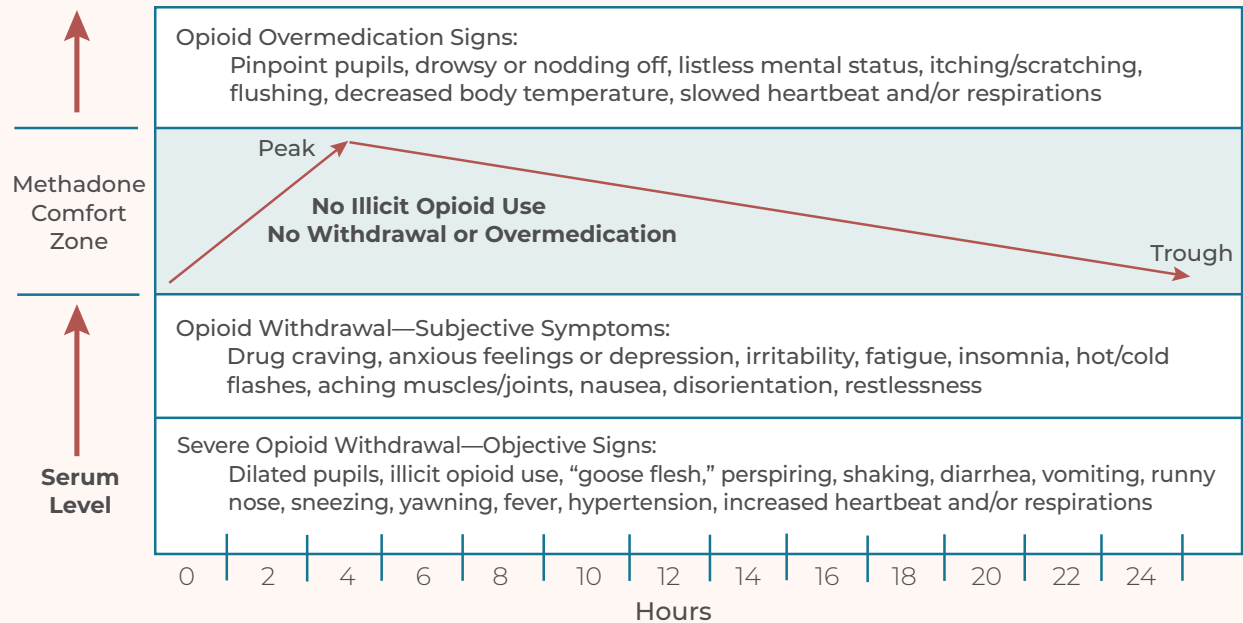 Opioid Overmedication Signs:
Pinpoint pupils, drowsy or nodding off, listless mental status, itching/scratching,
flushing, decreased body temperature, slowed heartbeat and/or respirations
Methadone
Comfort
Zone
Peak
No Illicit Opioid Use
No Withdrawal or Overmedication
Trough
Opioid Withdrawal—Subjective Symptoms:
Drug craving, anxious feelings or depression, irritability, fatigue, insomnia, hot/cold
flashes, aching muscles/joints, nausea, disorientation, restlessness
Serum
Level
Severe Opioid Withdrawal—Objective Signs:
Dilated pupils, illicit opioid use, “goose flesh,” perspiring, shaking, diarrhea, vomiting, runny
nose, sneezing, yawning, fever, hypertension, increased heartbeat and/or respirations
0 2 4 6 8 10 12 14 16 18 20 22 24
Hours